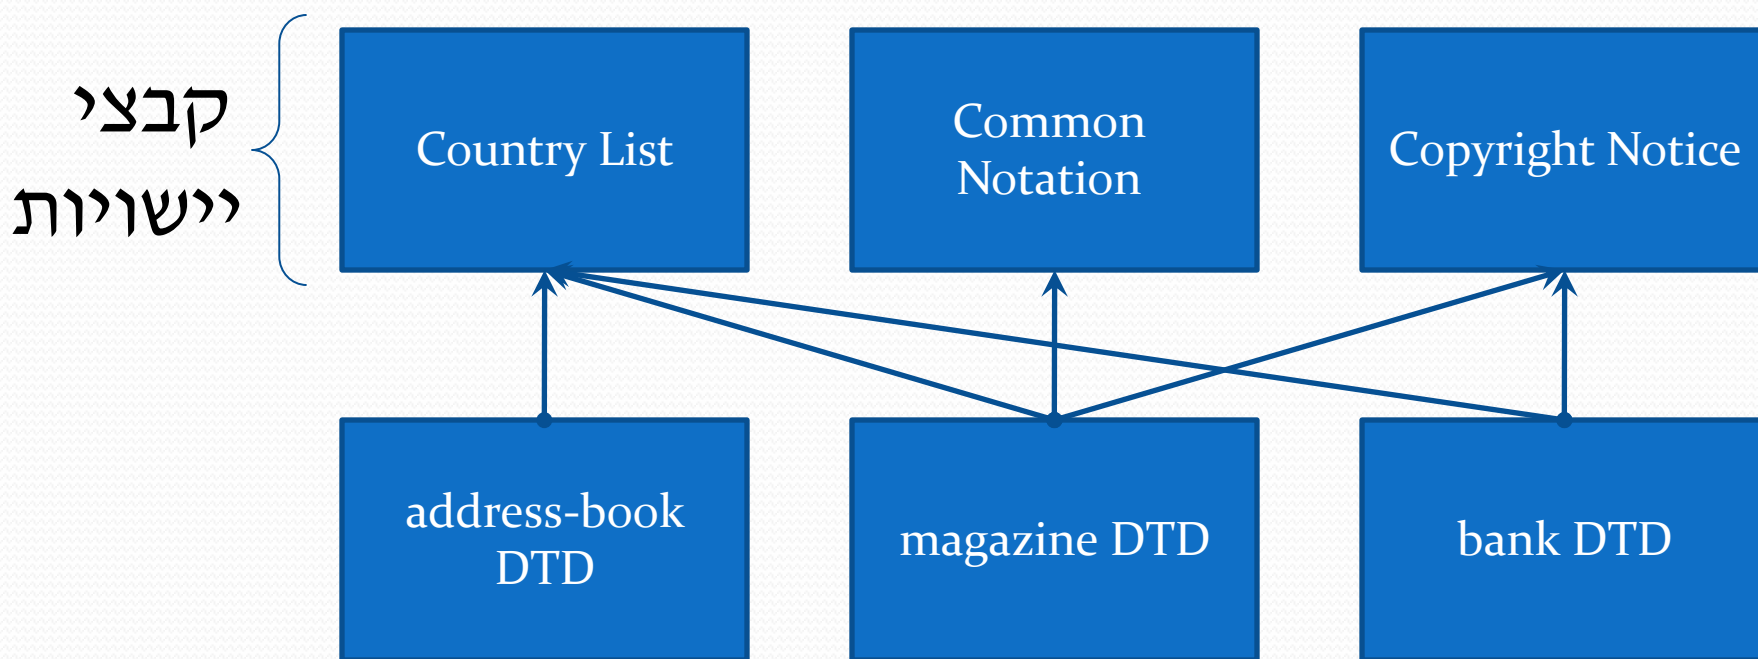 קבצי
יישויות
Country List
Common
Notation
Copyright Notice
address-book
DTD
magazine DTD
bank DTD